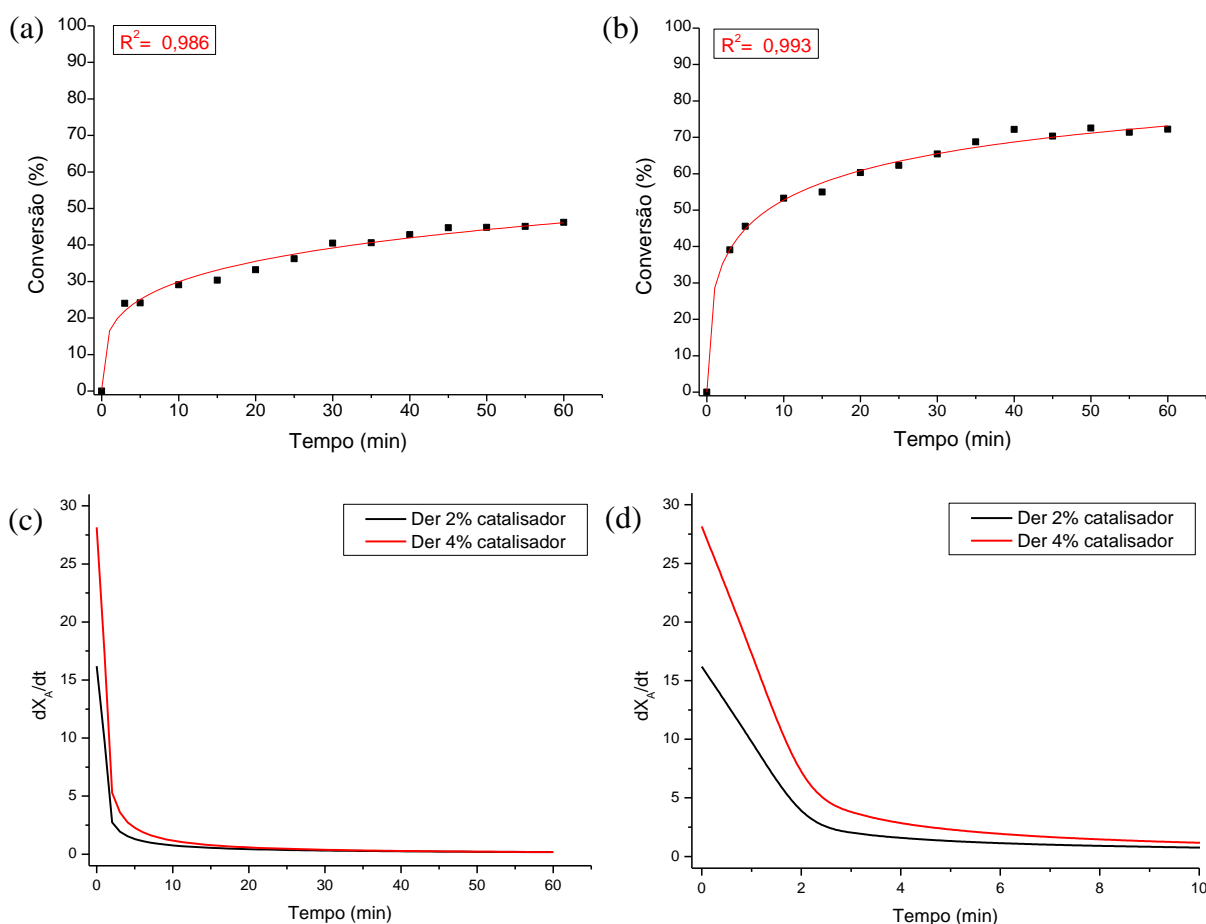 (a)
R²= 0,986
100
90
80
70
60
50
40
30
20
10
0
Conversão (%)
0 10 20 30 40 50 60
Tempo (min)
(b)
R²= 0,993
100
90
80
70
60
50
40
30
20
10
0
Conversão (%)
0 10 20 30 40 50 60
Tempo (min)
(c)
Der 2% catalisador
Der 4% catalisador
30
25
20
15
10
5
0
dX_A/dt
0 10 20 30 40 50 60
Tempo (min)
(d)
Der 2% catalisador
Der 4% catalisador
30
25
20
15
10
5
0
dX_A/dt
0 2 4 6 8 10
Tempo (min)